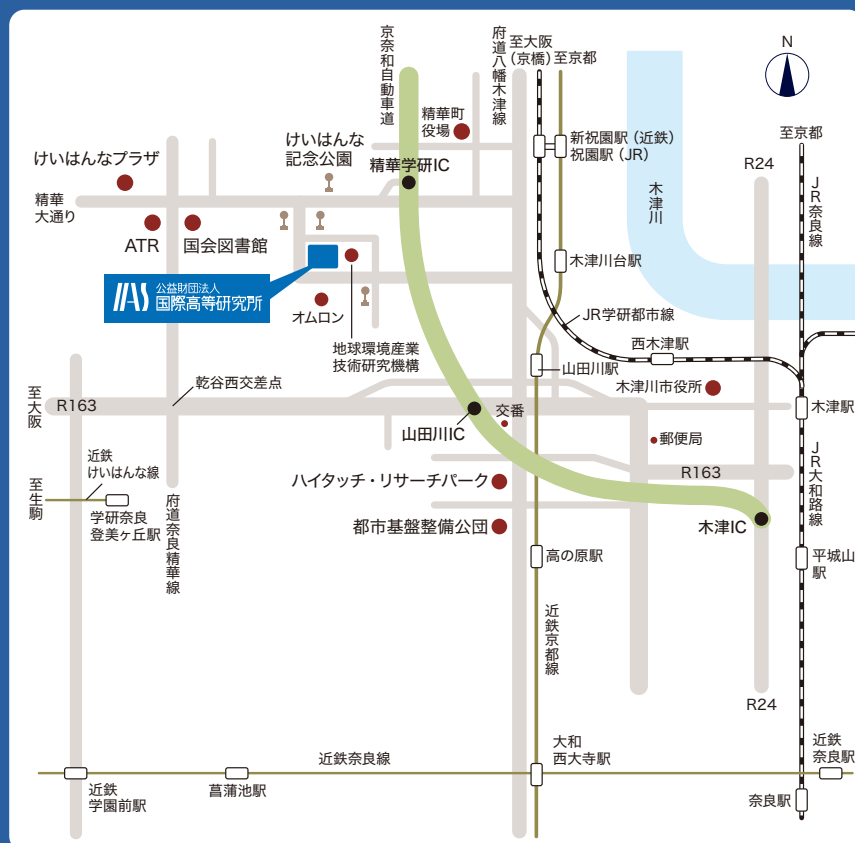 京奈和自動車道
府道八幡木津線
至大阪
(京橋)
至京都
N
至京都
精華町
役場
新祝園駅(近鉄)
祝園駅(JR)
けいはんな
記念公園
けいはんなプラザ
精華学研IC
R24
JR奈良線
木津川
精華
大通り
ATR
国会図書館
木津川台駅
IIAS
公益財団法人
国際高等研究所
オムロン
JR学研都市線
地球環境産業
技術研究機構
西木津駅
山田川駅
木津川市役所
乾谷西交差点
至大阪
R163
交番
木津駅
山田川IC
郵便局
近鉄
けいはんな線
ハイタッチ・リサーチパーク
R163
JR大和路線
至生駒
学研奈良
登美ヶ丘駅
府道奈良精華線
都市基盤整備公団
木津IC
高の原駅
平城山
駅
近鉄京都線
R24
大和
西大寺駅
近鉄奈良線
近鉄
奈良駅
近鉄
学園前駅
菖蒲池駅
奈良駅